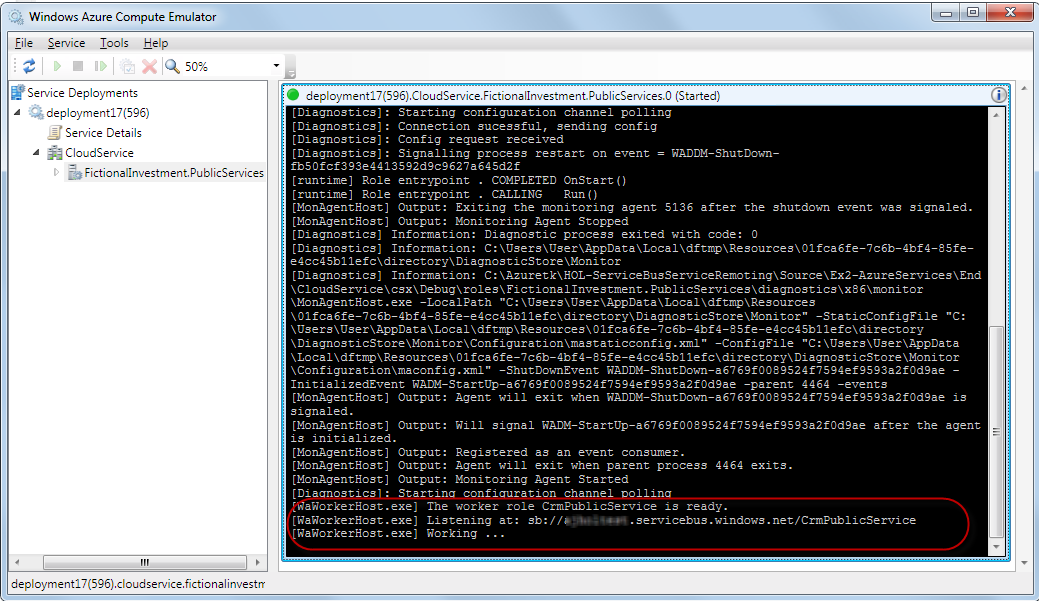 Windows Azure Compute Emulator
File Service Tools Help
50%
Service Deployments
deployment17(596)
Service Details
CloudService
FictionalInvestment.PublicServices
deployment17(596).cloudservice.fictionalinvestm
deployment17(596).CloudService.FictionalInvestment.PublicServices.0 (Started)
[Diagnostics]: Starting configuration channel polling
[Diagnostics]: Connection sucessful, sending config
[Diagnostics]: Config request received
[Diagnostics]: Signalling process restart on event = WADDM-ShutDown-
fb50fcf393e4413592d9c9627a645d2f
[runtime] Role entrypoint . COMPLETED OnStart()
[runtime] Role entrypoint . CALLING   Run()
[MonAgentHost] Output: Exiting the monitoring agent 5136 after the shutdown event was signaled.
[MonAgentHost] Output: Monitoring Agent Stopped
[Diagnostics] Information: Diagnostic process exited with code: 0
[Diagnostics] Information: C:\Users\User\AppData\Local\dftmp\Resources\01fca6fe-7c6b-4bf4-85fe-
e4cc45b11efc\directory\DiagnosticStore\Monitor
[Diagnostics] Information: C:\Azuretk\HOL-ServiceBusServiceRemoting\Source\Ex2-AzureServices\End
\CloudService\csx\Debug\roles\FictionalInvestment.PublicServices\diagnostics\x86\monitor
\MonAgentHost.exe -LocalPath "C:\Users\User\AppData\Local\dftmp\Resources
\01fca6fe-7c6b-4bf4-85fe-e4cc45b11efc\directory\DiagnosticStore\Monitor" -StaticConfigFile "C:
\Users\User\AppData\Local\dftmp\Resources\01fca6fe-7c6b-4bf4-85fe-e4cc45b11efc\directory
\DiagnosticStore\Monitor\Configuration\mastaticconfig.xml" -ConfigFile "C:\Users\User\AppData
\Local\dftmp\Resources\01fca6fe-7c6b-4bf4-85fe-e4cc45b11efc\directory\DiagnosticStore\Monitor
\Configuration\maconfig.xml" -ShutDownEvent WADDM-ShutDown-a6769f0089524f7594ef9593a2f0d9ae -
InitializedEvent WADM-StartUp-a6769f0089524f7594ef9593a2f0d9ae -parent 4464 -events
[MonAgentHost] Output: Agent will exit when WADDM-ShutDown-a6769f0089524f7594ef9593a2f0d9ae is
signaled.
[MonAgentHost] Output: Will signal WADM-StartUp-a6769f0089524f7594ef9593a2f0d9ae after the agent
is initialized.
[MonAgentHost] Output: Registered as an event consumer.
[MonAgentHost] Output: Agent will exit when parent process 4464 exits.
[MonAgentHost] Output: Monitoring Agent Started
[Diagnostics]: Starting configuration channel polling
[WaWorkerHost.exe] The worker role CrmPublicService is ready.
[WaWorkerHost.exe] Listening at: sb://.servicebus.windows.net/CrmPublicService
[WaWorkerHost.exe] Working ...